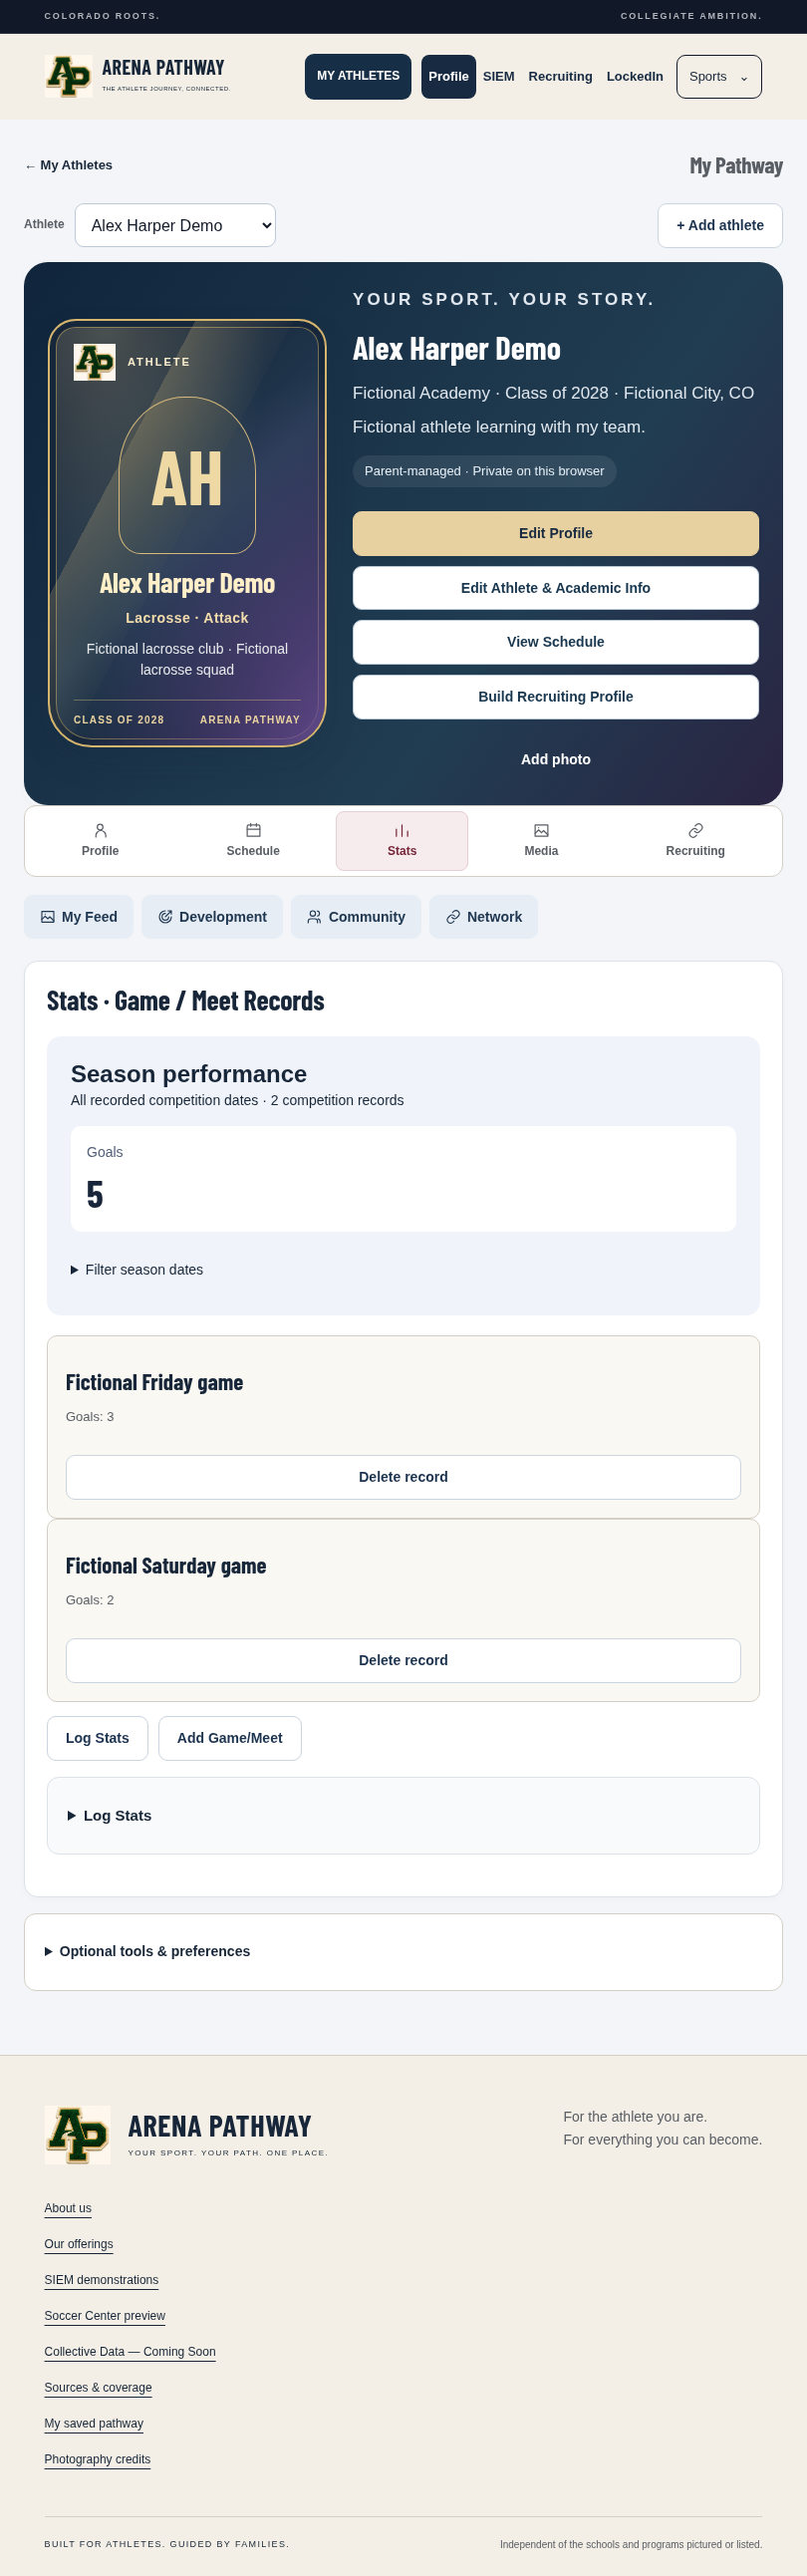 COLORADO ROOTS.
COLLEGIATE AMBITION.
AP
ARENA PATHWAY
THE ATHLETE JOURNEY, CONNECTED.
MY ATHLETES
Profile
SIEM
Recruiting
LockedIn
Sports
← My Athletes
My Pathway
Athlete
Alex Harper Demo
+ Add athlete
AP
ATHLETE
AH
Alex Harper Demo
Lacrosse · Attack
Fictional lacrosse club · Fictional
lacrosse squad
CLASS OF 2028
ARENA PATHWAY
YOUR SPORT. YOUR STORY.
Alex Harper Demo
Fictional Academy · Class of 2028 · Fictional City, CO
Fictional athlete learning with my team.
Parent-managed · Private on this browser
Edit Profile
Edit Athlete & Academic Info
View Schedule
Build Recruiting Profile
Add photo
Profile
Schedule
Stats
Media
Recruiting
My Feed
Development
Community
Network
Stats · Game / Meet Records
Season performance
All recorded competition dates · 2 competition records
Goals
5
Filter season dates
Fictional Friday game
Goals: 3
Delete record
Fictional Saturday game
Goals: 2
Delete record
Log Stats
Add Game/Meet
Log Stats
Optional tools & preferences
AP
ARENA PATHWAY
YOUR SPORT. YOUR PATH. ONE PLACE.
For the athlete you are.
For everything you can become.
About us
Our offerings
SIEM demonstrations
Soccer Center preview
Collective Data — Coming Soon
Sources & coverage
My saved pathway
Photography credits
BUILT FOR ATHLETES. GUIDED BY FAMILIES.
Independent of the schools and programs pictured or listed.